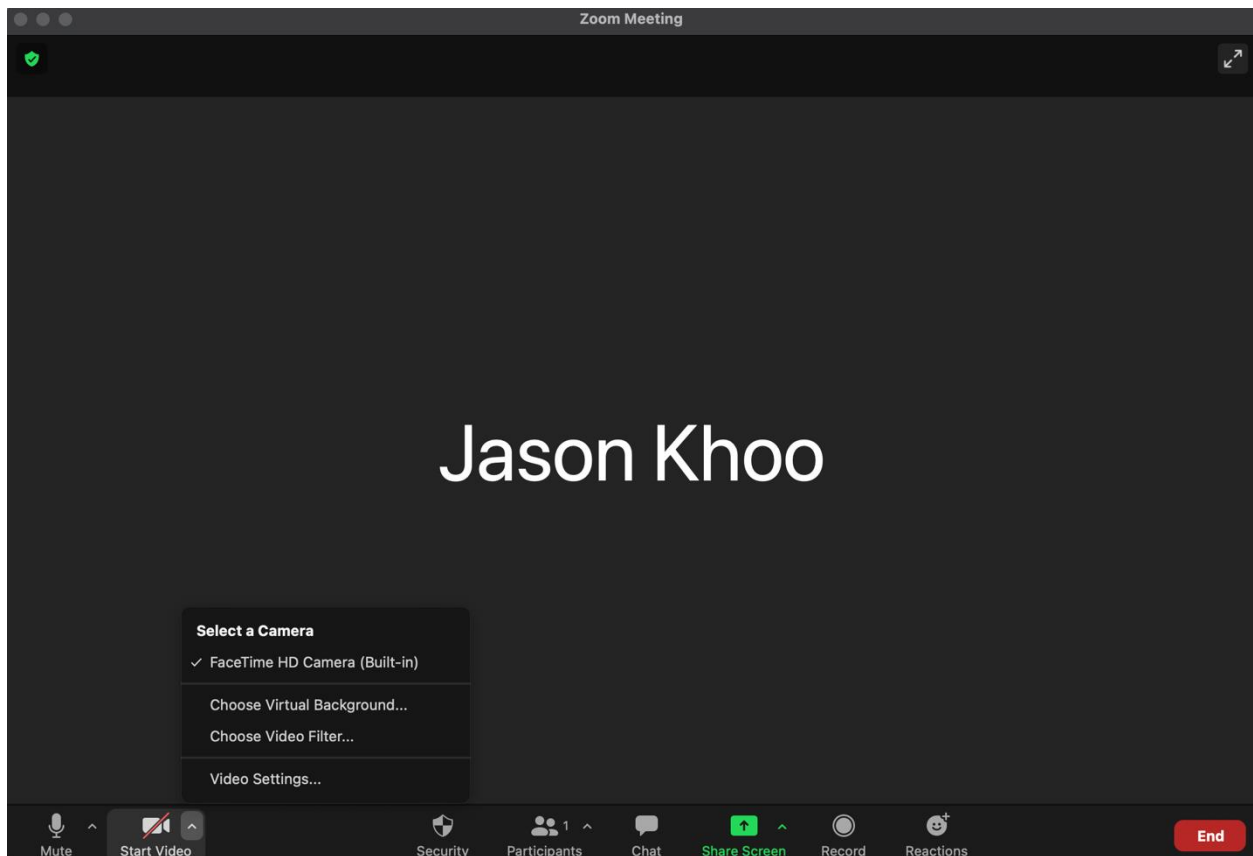 Zoom Meeting
Jason Khoo
Select a Camera
FaceTime HD Camera (Built-in)
Choose Virtual Background...
Choose Video Filter...
Video Settings...
Mute
Start Video
Security
1
Participants
Chat
Share Screen
Record
Reactions
End